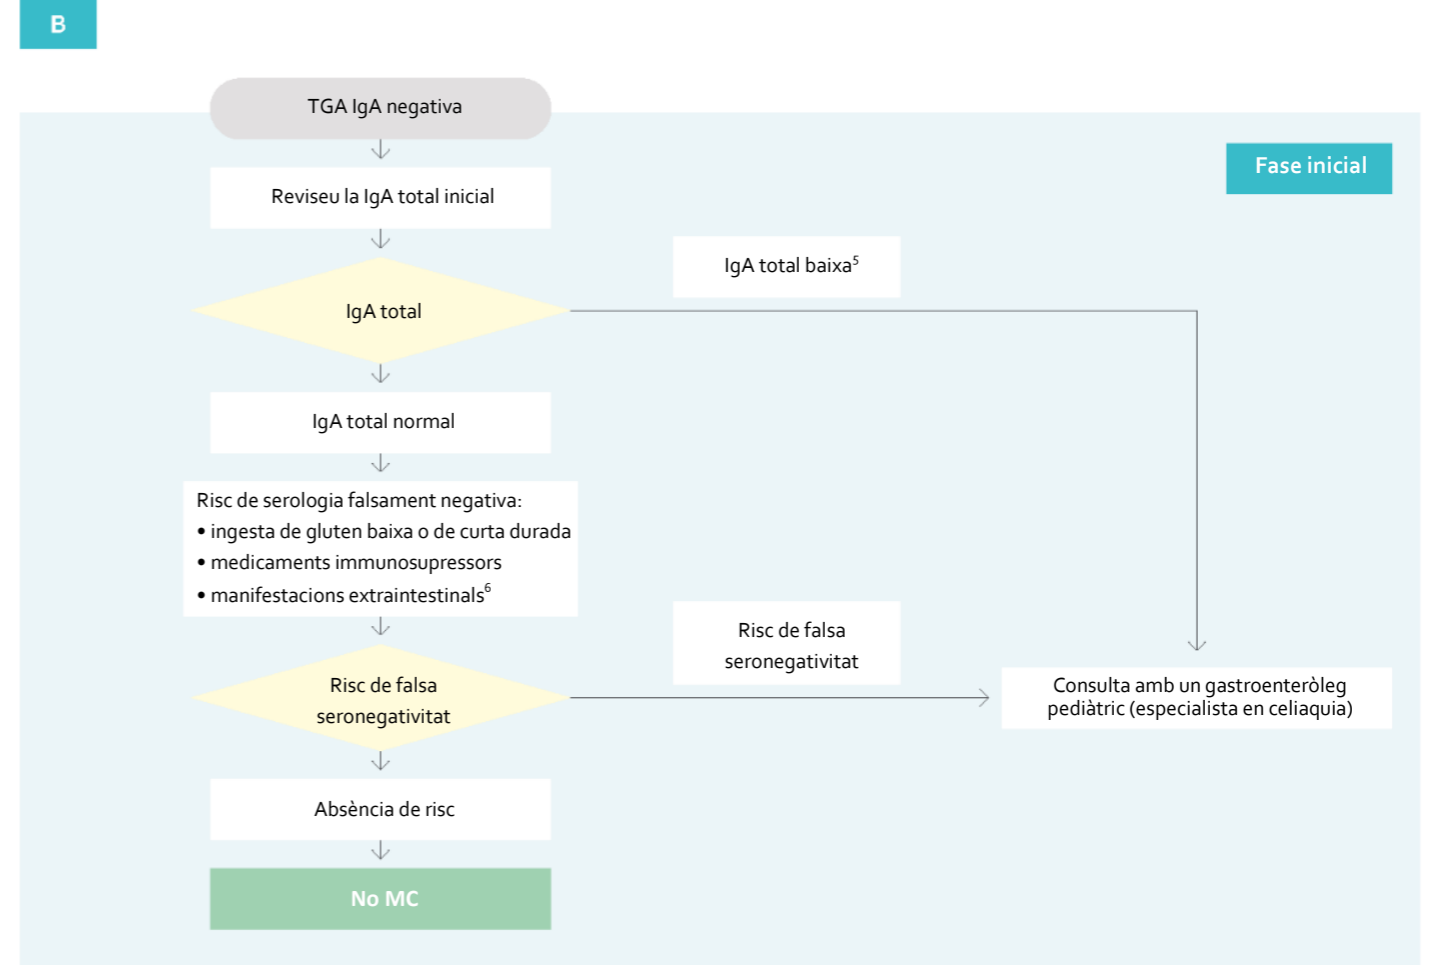 B
TGA IgA negativa
Fase inicial
Reviseu la IgA total inicial
IgA total baixa⁵
IgA total
IgA total normal
Risc de serologia falsament negativa:
• ingesta de gluten baixa o de curta durada
• medicaments immunosupressors
• manifestacions extraintestinals⁶
Risc de falsa
seronegativitat
Risc de falsa
seronegativitat
Consulta amb un gastroenteròleg
pediàtric (especialista en celiaquia)
Absència de risc
No MC